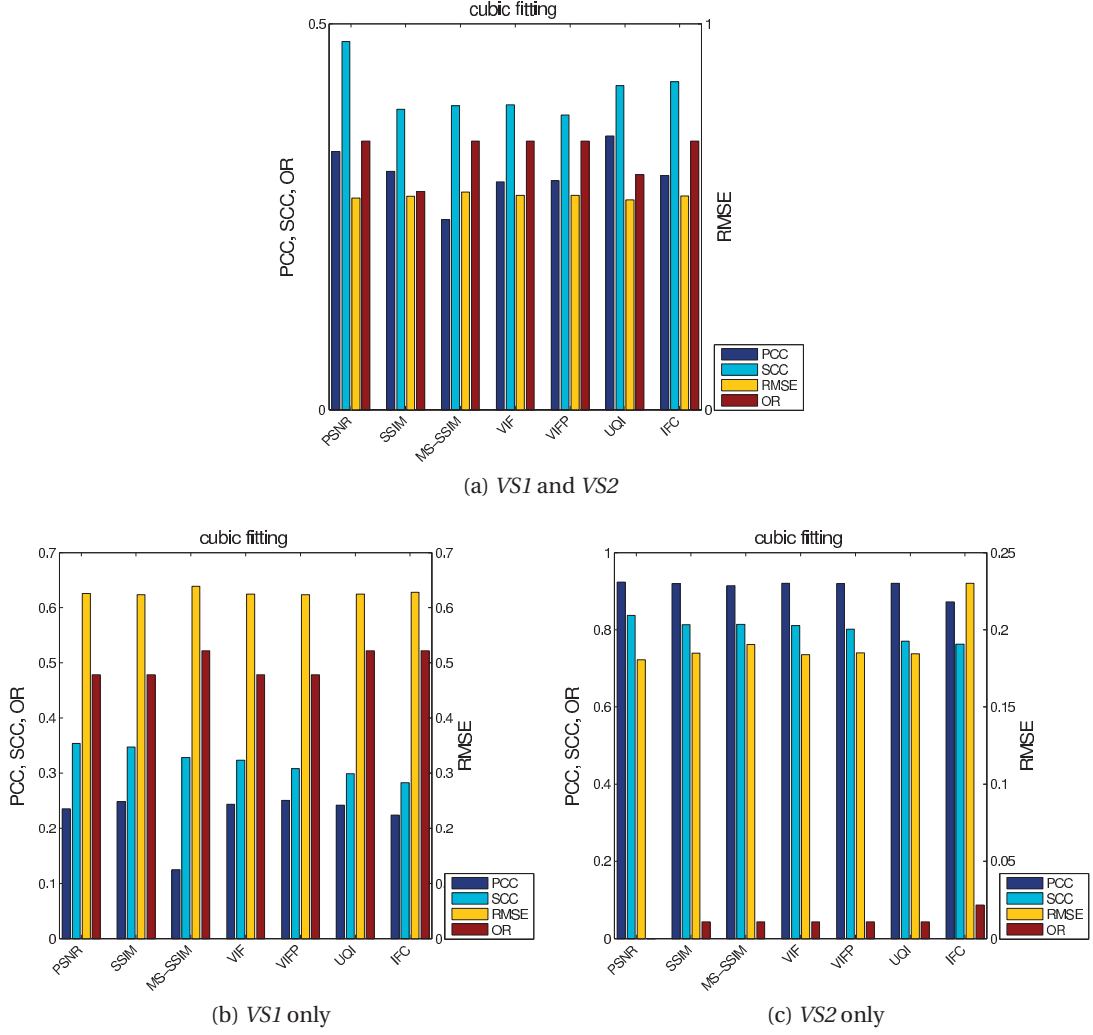 cubic fitting
0.5
1
PCC, SCC, OR
RMSE
0
0
PSNR
SSIM
MS-SSIM
VIF
VIFP
UQI
IFC
PCC
SCC
RMSE
OR
(a) VS1 and VS2
cubic fitting
0.7
0.6
0.5
0.4
0.3
0.2
0.1
0
PCC, SCC, OR
0.7
0.6
0.5
0.4
0.3
0.2
0
RMSE
PSNR
SSIM
MS-SSIM
VIF
VIFP
UQI
IFC
PCC
SCC
RMSE
OR
(b) VS1 only
cubic fitting
1
0.8
0.6
0.4
0.2
0
PCC, SCC, OR
0.25
0.2
0.15
0.1
0.05
0
RMSE
PSNR
SSIM
MS-SSIM
VIF
VIFP
UQI
IFC
PCC
SCC
RMSE
OR
(c) VS2 only